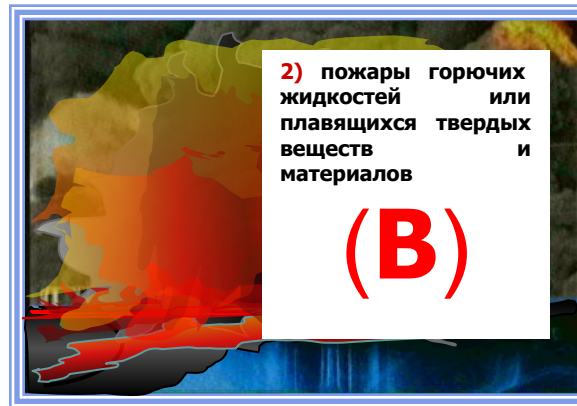 2) пожары горючих
жидкостей или
плавящихся твердых
веществ и
материалов
(В)